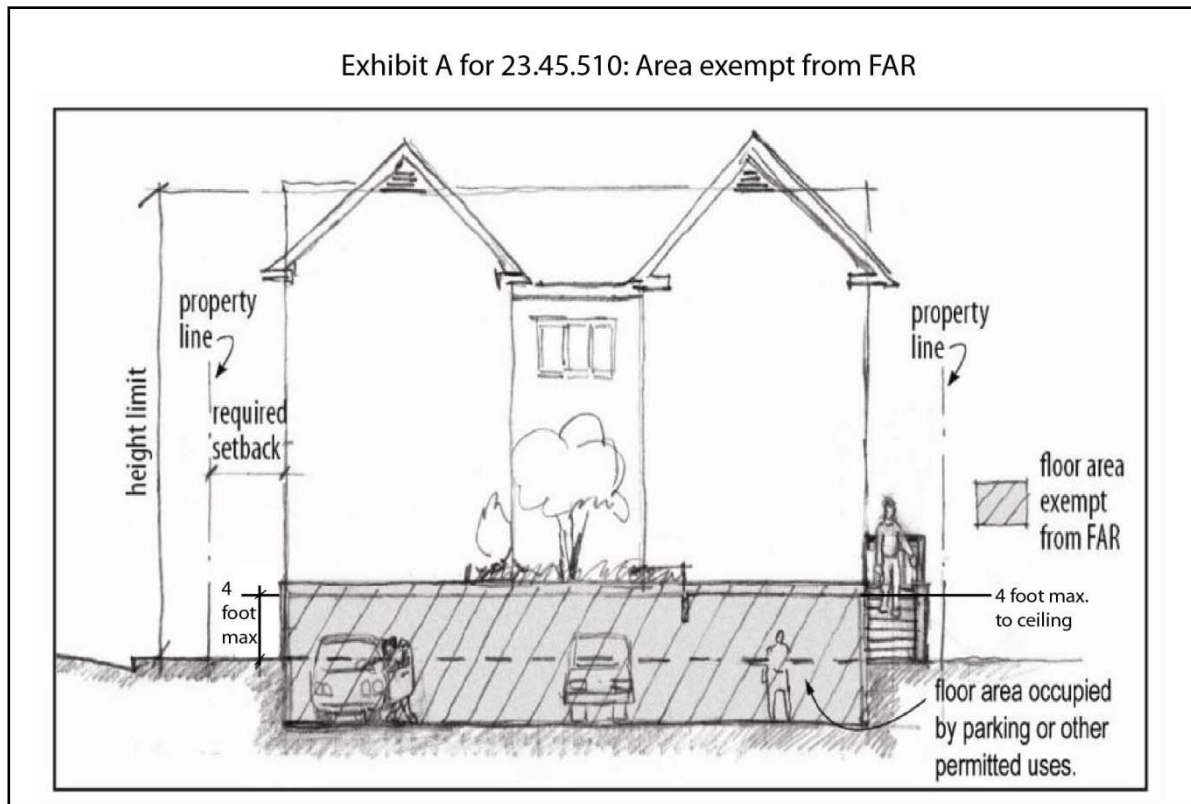 Exhibit A for 23.45.510: Area exempt from FAR
property
line
property
line
height limit
required
setback
floor area
exempt
from FAR
4
foot
max
4 foot max.
to ceiling
floor area occupied
by parking or other
permitted uses.